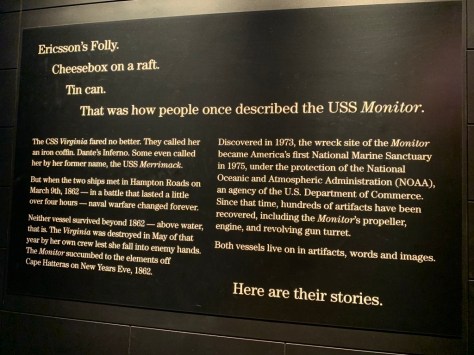 Ericsson's Folly.
Cheesebox on a raft.
Tin can.
That was how people once described the USS Monitor.
The CSS Virginia fared no better. They called her
an iron coffin. Dante's Inferno. Some even called
her by her former name, the USS Merrimack.
But when the two ships met in Hampton Roads on
March 9th, 1862 — in a battle that lasted a little
over four hours — naval warfare changed forever.
Neither vessel survived beyond 1862 — above water,
that is. The Virginia was destroyed in May of that
year by her own crew lest she fall into enemy hands.
The Monitor succumbed to the elements off
Cape Hatteras on New Years Eve, 1862.
Discovered in 1973, the wreck site of the Monitor
became America's first National Marine Sanctuary
in 1975, under the protection of the National
Oceanic and Atmospheric Administration (NOAA),
an agency of the U.S. Department of Commerce.
Since that time, hundreds of artifacts have been
recovered, including the Monitor's propeller,
engine, and revolving gun turret.
Both vessels live on in artifacts, words and images.
Here are their stories.